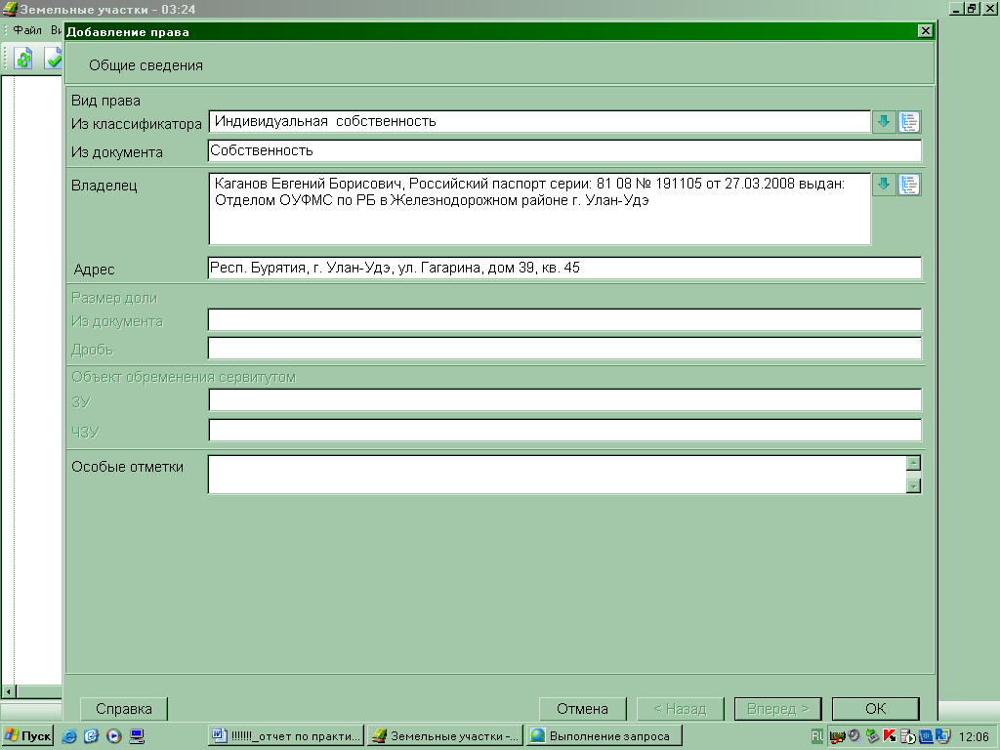 Земельные участки - 03:24
Файл Ви
Добавление права
Общие сведения
Вид права
Из классификатора Индивидуальная собственность
Из документа Собственность
Владелец Каганов Евгений Борисович, Российский паспорт серии: 81 08 № 191105 от 27.03.2008 выдан:
Отделом ОУФМС по РБ в Железнодорожном районе г. Улан-Удэ
Адрес Респ. Бурятия, г. Улан-Удэ, ул. Гагарина, дом 39, кв. 45
Размер доли
Из документа
Дробь
Объект обременения сервитутом
ЗУ
ЧЗУ
Особые отметки
Справка Отмена < Назад Вперед > OK
Пуск !!!!!!!_отчет по практи... Земельные участки -... Выполнение запроса 12:06